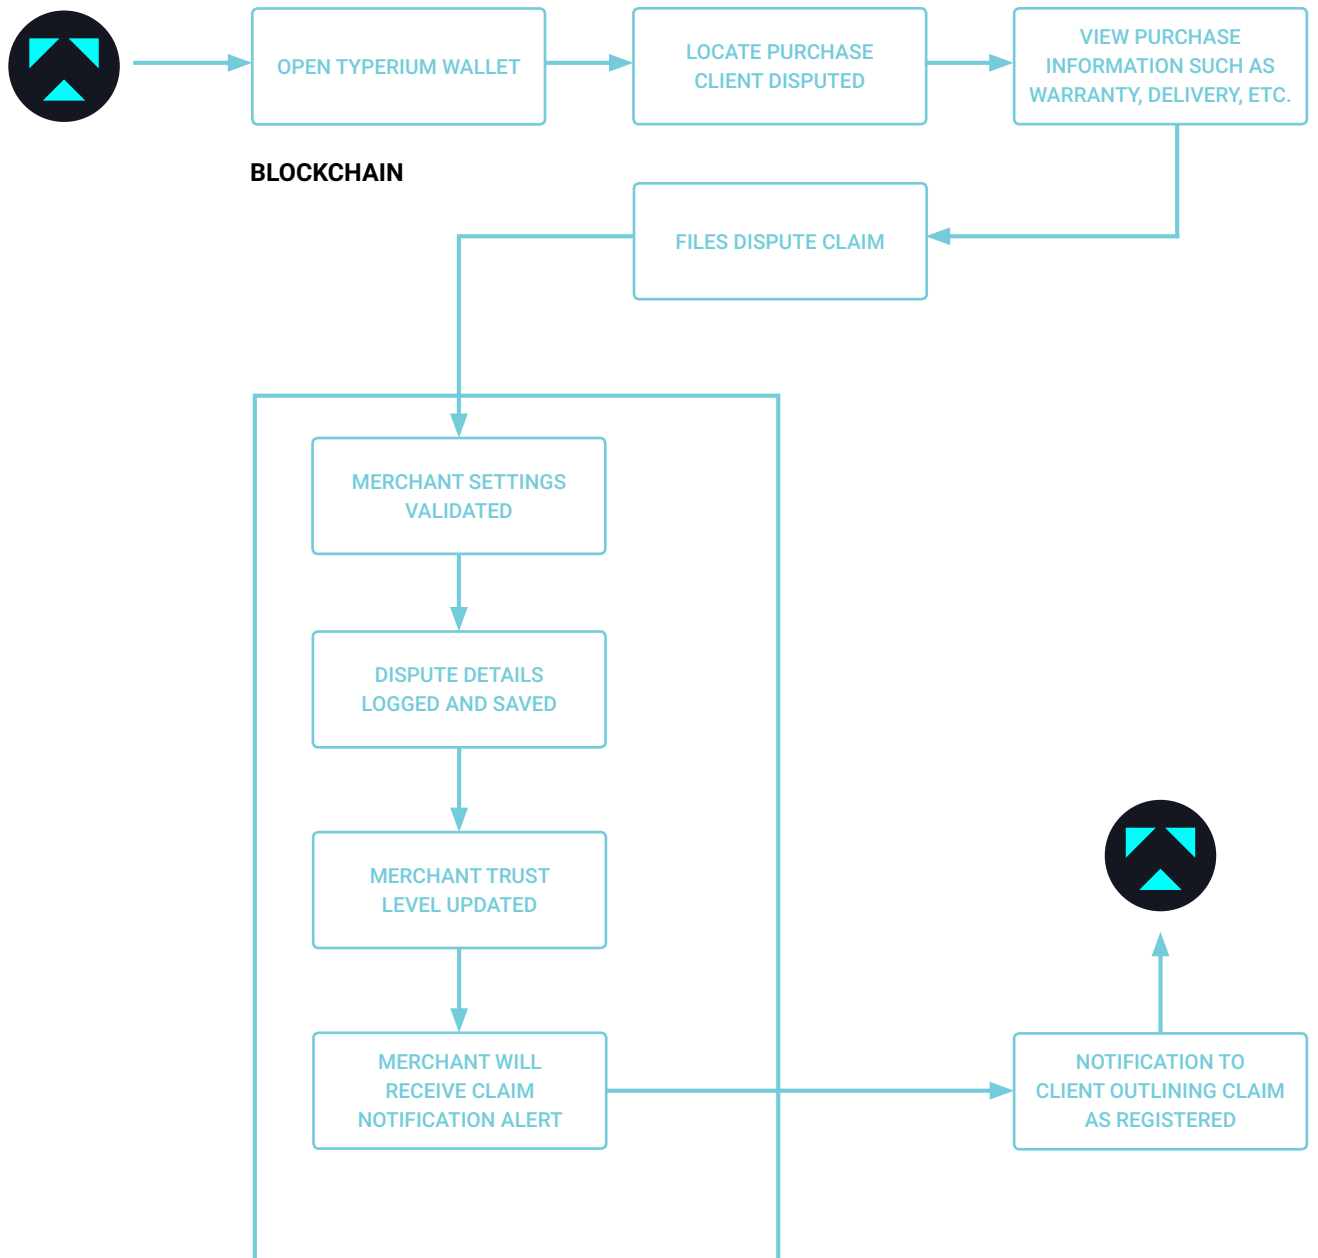 OPEN TYPERIUM WALLET
LOCATE PURCHASE
CLIENT DISPUTED
VIEW PURCHASE
INFORMATION SUCH AS
WARRANTY, DELIVERY, ETC.
BLOCKCHAIN
FILES DISPUTE CLAIM
MERCHANT SETTINGS
VALIDATED
DISPUTE DETAILS
LOGGED AND SAVED
MERCHANT TRUST
LEVEL UPDATED
MERCHANT WILL
RECEIVE CLAIM
NOTIFICATION ALERT
NOTIFICATION TO
CLIENT OUTLINING CLAIM
AS REGISTERED